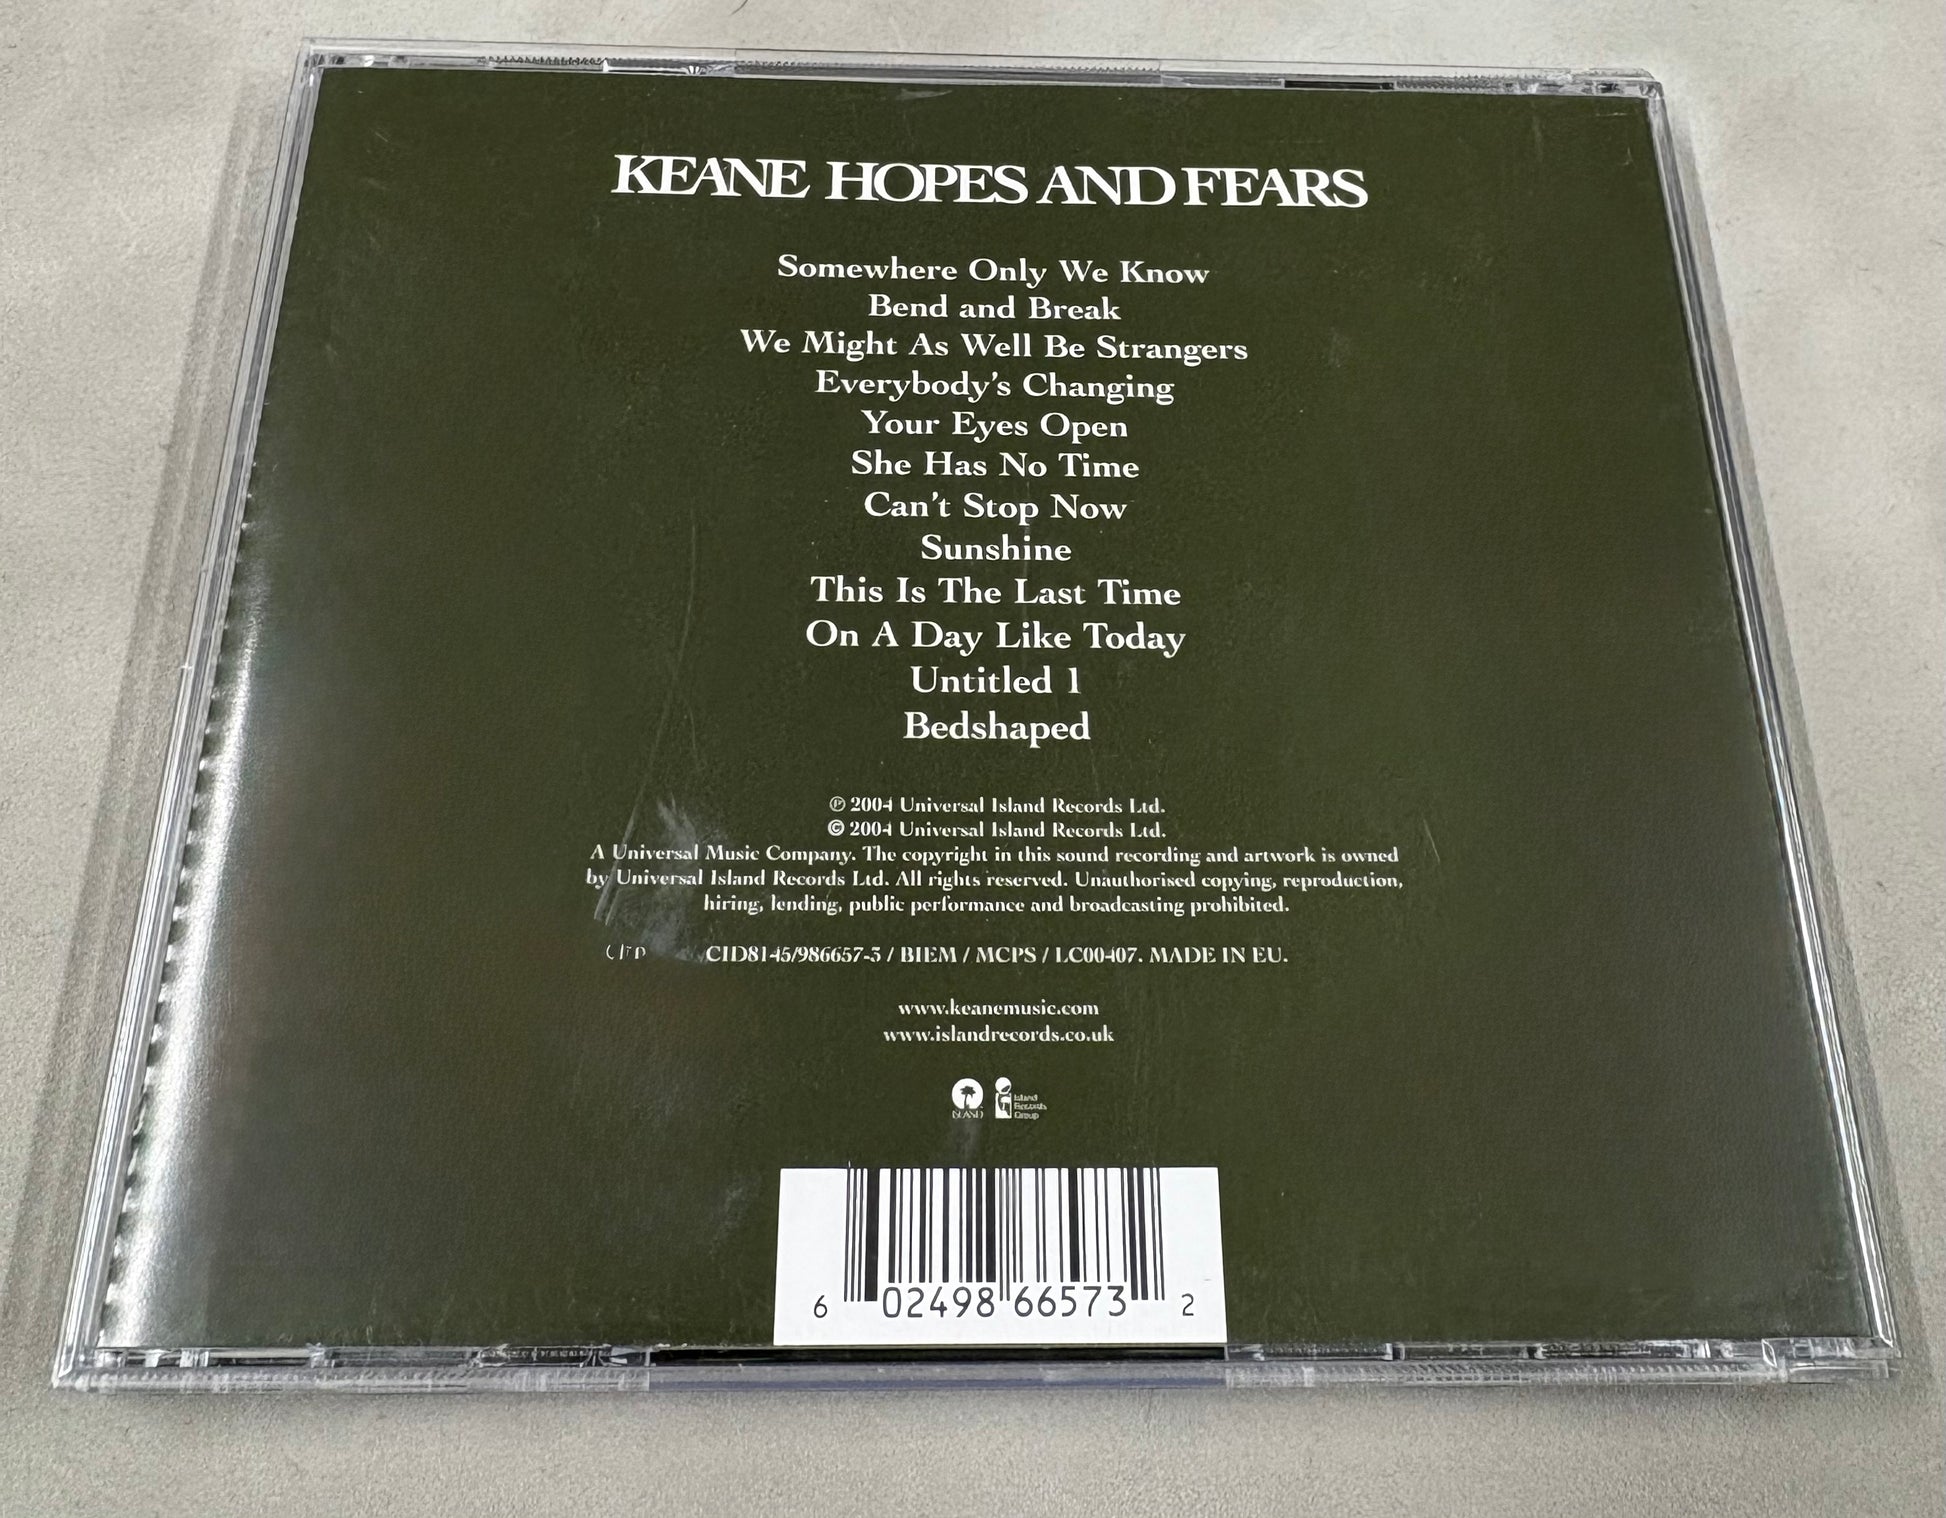 KEANE HOPES AND FEARS
Somewhere Only We Know
Bend and Break
We Might As Well Be Strangers
Everybody's Changing
Your Eyes Open
She Has No Time
Can't Stop Now
Sunshine
This Is The Last Time
On A Day Like Today
Untitled 1
Bedshaped
℗ 2004 Universal Island Records Ltd.
© 2004 Universal Island Records Ltd.
A Universal Music Company. The copyright in this sound recording and artwork is owned
by Universal Island Records Ltd. All rights reserved. Unauthorised copying, reproduction,
hiring, lending, public performance and broadcasting prohibited.
CID8145/986657-3 / BIEM / MCPS / LC00407. MADE IN EU.
www.keanemusic.com
www.islandrecords.co.uk
ISLAND
Island
Records
Group
6 02498 66573 2